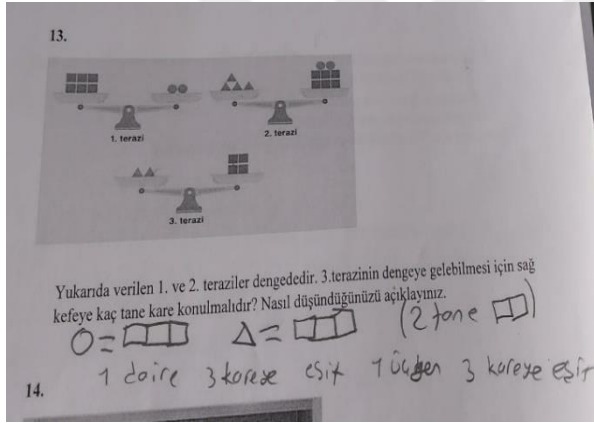 13.
1. terazi
2. terazi
3. terazi
Yukarıda verilen 1. ve 2. teraziler dengededir. 3.terazinin dengeye gelebilmesi için sağ
kefeye kaç tane kare konulmalıdır? Nasıl düşündüğünüzü açıklayınız.
(2 tane )
1 daire 3 kareye eşit 1 üçgen 3 kareye eşit
14.